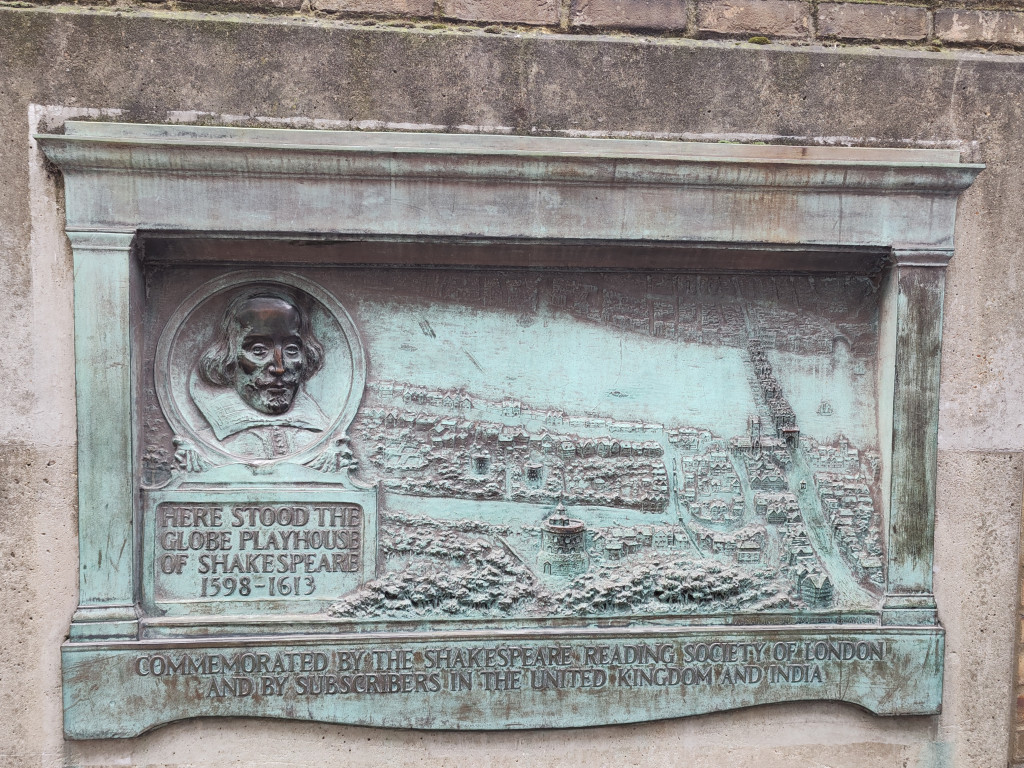 HERE STOOD THE
GLOBE PLAYHOUSE
OF SHAKESPEARE
1598-1613
COMMEMORATED BY THE SHAKESPEARE READING SOCIETY OF LONDON
AND BY SUBSCRIBERS IN THE UNITED KINGDOM AND INDIA